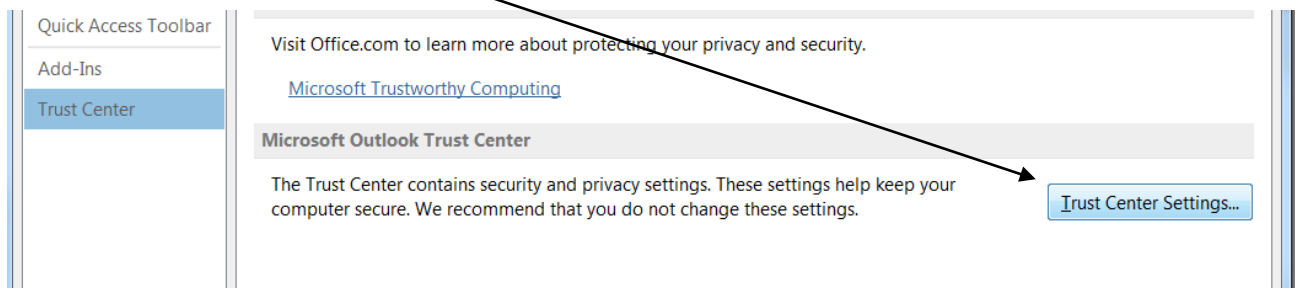 Quick Access Toolbar
Add-Ins
Trust Center
Visit Office.com to learn more about protecting your privacy and security.
Microsoft Trustworthy Computing
Microsoft Outlook Trust Center
The Trust Center contains security and privacy settings. These settings help keep your
computer secure. We recommend that you do not change these settings.
Trust Center Settings...